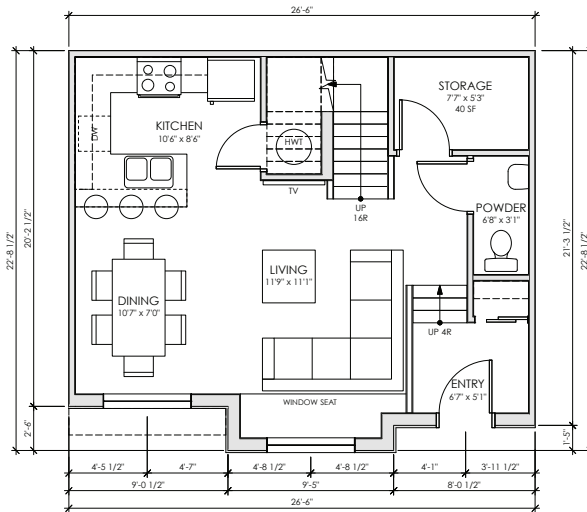 26'-6"
STORAGE
7'7" x 5'3"
40 SF
KITCHEN
10'6" x 8'6"
DW
HWT
TV
UP
16R
POWDER
6'8" x 3'1"
22'-8 1/2"
20'-2 1/2"
21'-3 1/2"
22'-8 1/2"
LIVING
11'9" x 11'1"
DINING
10'7" x 7'0"
UP 4R
ENTRY
6'7" x 5'1"
WINDOW SEAT
2'-6"
1'-5"
4'-5 1/2"
4'-7"
4'-8 1/2"
4'-8 1/2"
4'-1"
3'-11 1/2"
9'-0 1/2"
9'-5"
8'-0 1/2"
26'-6"